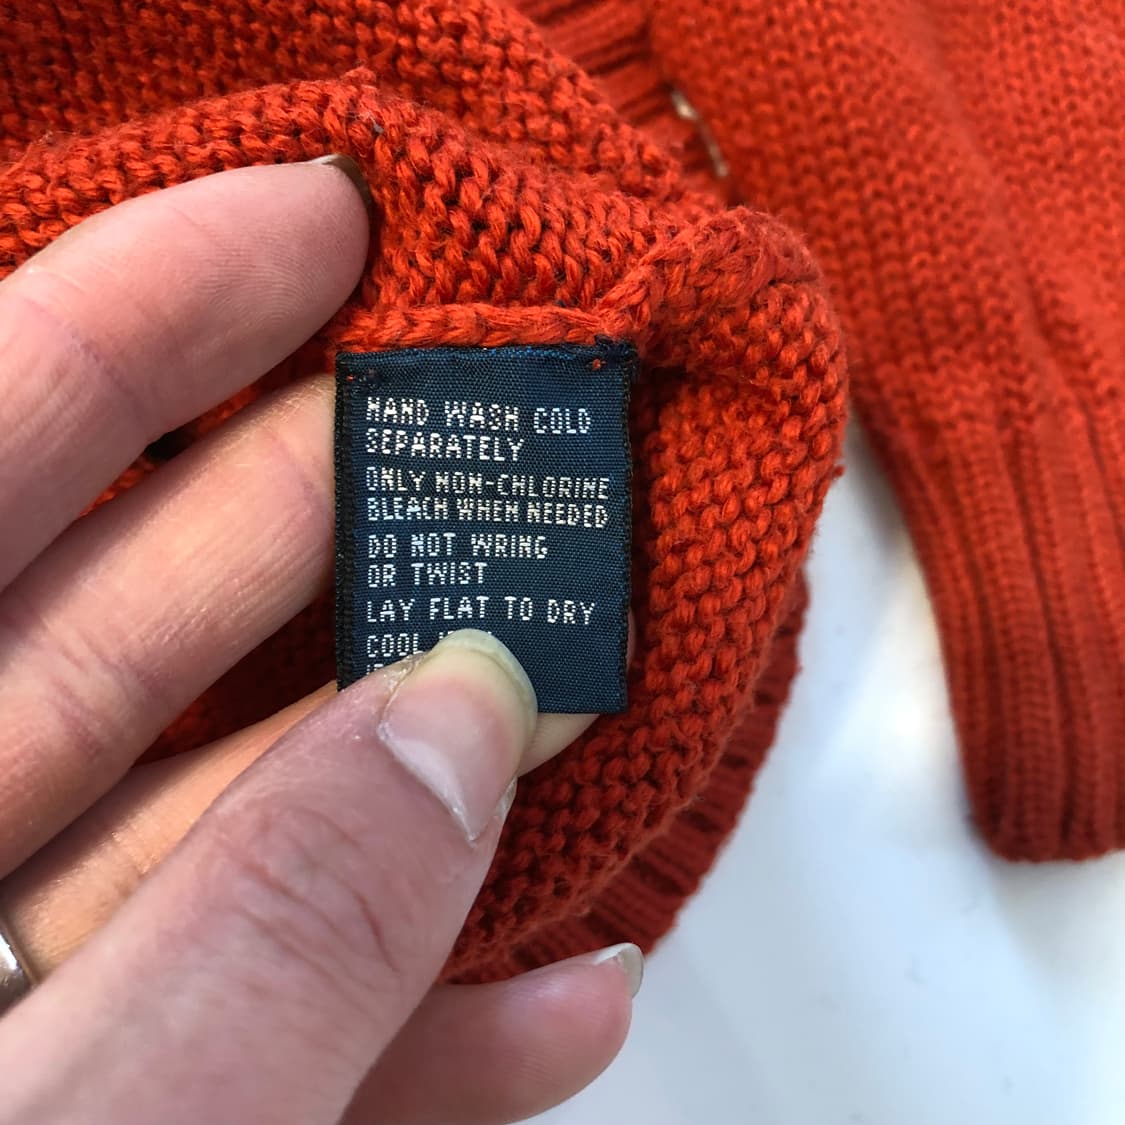 HAND WASH COLD
SEPARATELY
ONLY NON-CHLORINE
BLEACH WHEN NEEDED
DO NOT WRING
OR TWIST
LAY FLAT TO DRY
COOL